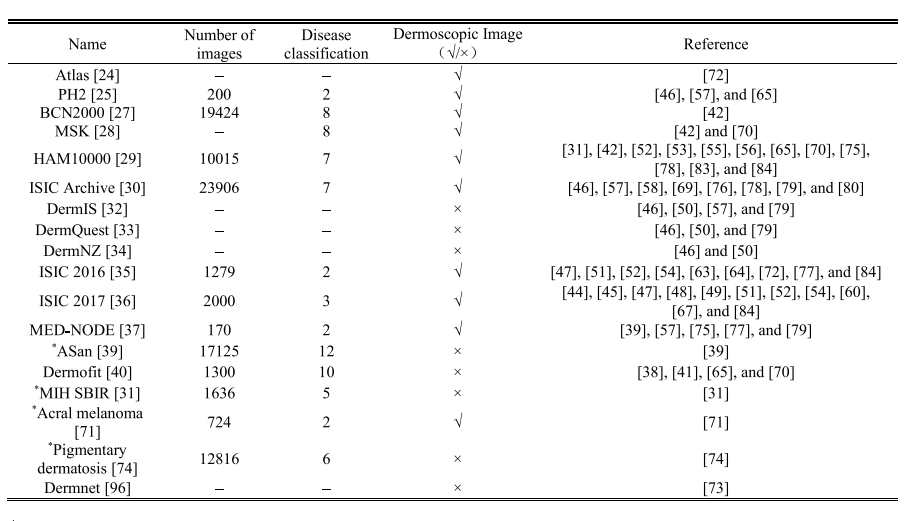 Name Number of images Disease classification Dermoscopic Image (√/×) Reference
Atlas [24] – – √ [72]
PH2 [25] 200 2 √ [46], [57], and [65]
BCN2000 [27] 19424 8 √ [42]
MSK [28] – 8 √ [42] and [70]
HAM10000 [29] 10015 7 √ [31], [42], [52], [53], [55], [56], [65], [70], [75],
[78], [83], and [84]
ISIC Archive [30] 23906 7 √ [46], [57], [58], [69], [76], [78], [79], and [80]
DermIS [32] – – × [46], [50], [57], and [79]
DermQuest [33] – – × [46], [50], and [79]
DermNZ [34] – – × [46] and [50]
ISIC 2016 [35] 1279 2 √ [47], [51], [52], [54], [63], [64], [72], [77], and [84]
ISIC 2017 [36] 2000 3 √ [44], [45], [47], [48], [49], [51], [52], [54], [60],
[67], and [84]
MED-NODE [37] 170 2 √ [39], [57], [75], [77], and [79]
*ASan [39] 17125 12 × [39]
Dermofit [40] 1300 10 × [38], [41], [65], and [70]
*MIH SBIR [31] 1636 5 × [31]
*Acral melanoma
[71] 724 2 √ [71]
*Pigmentary
dermatosis [74] 12816 6 × [74]
Dermnet [96] – – × [73]